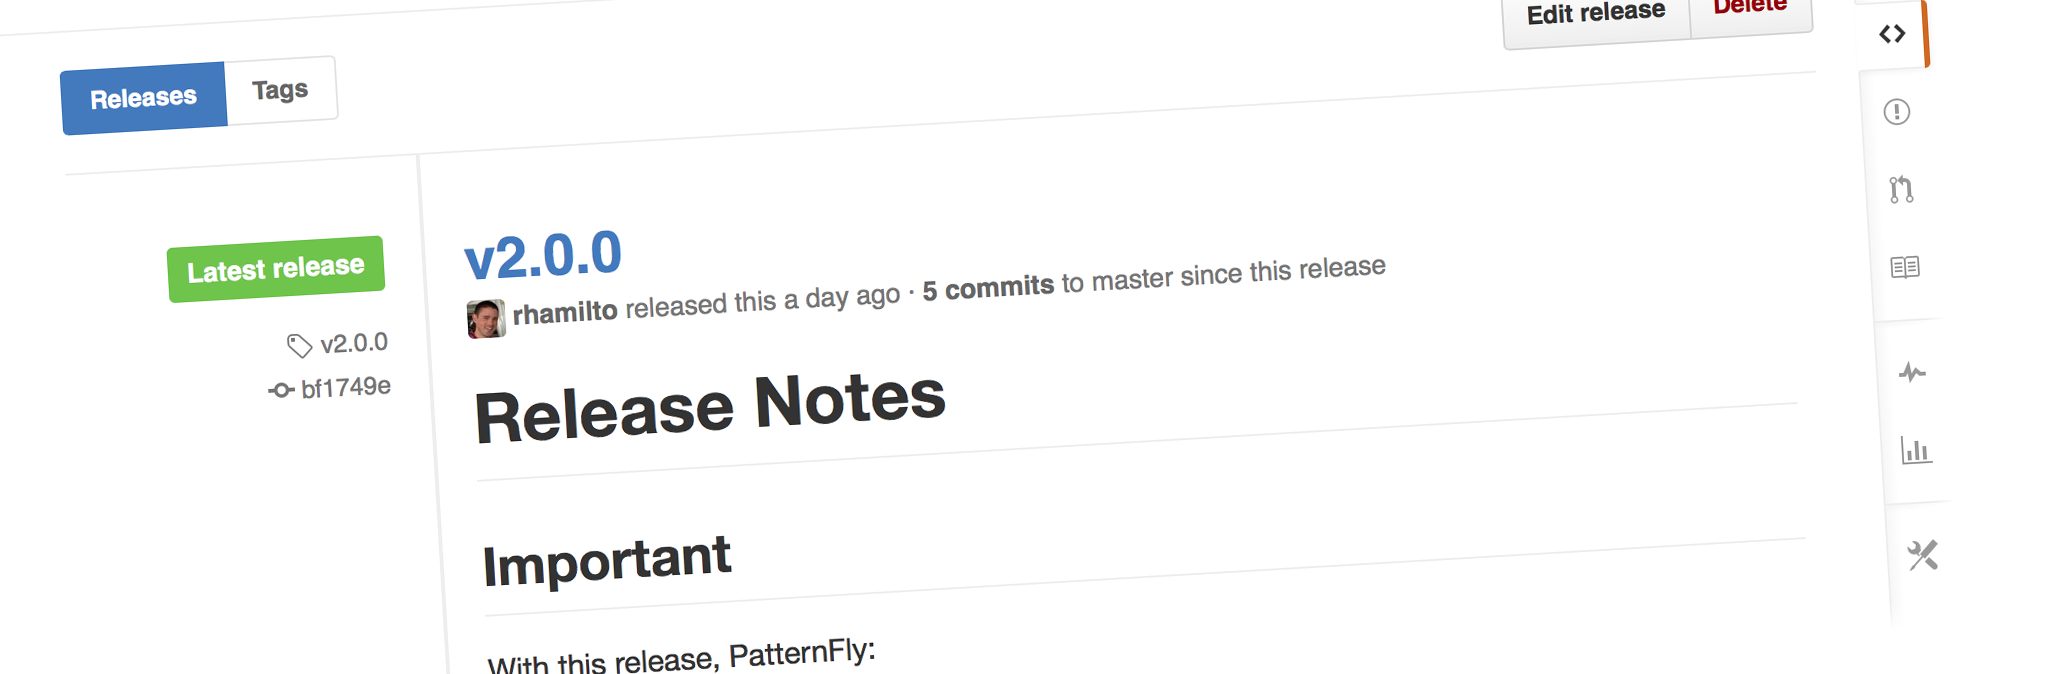 Edit release
Delete
Releases
Tags
Latest release
v2.0.0
bf1749e
v2.0.0
rhamilto released this a day ago · 5 commits to master since this release
Release Notes
Important
With this release, PatternFly: